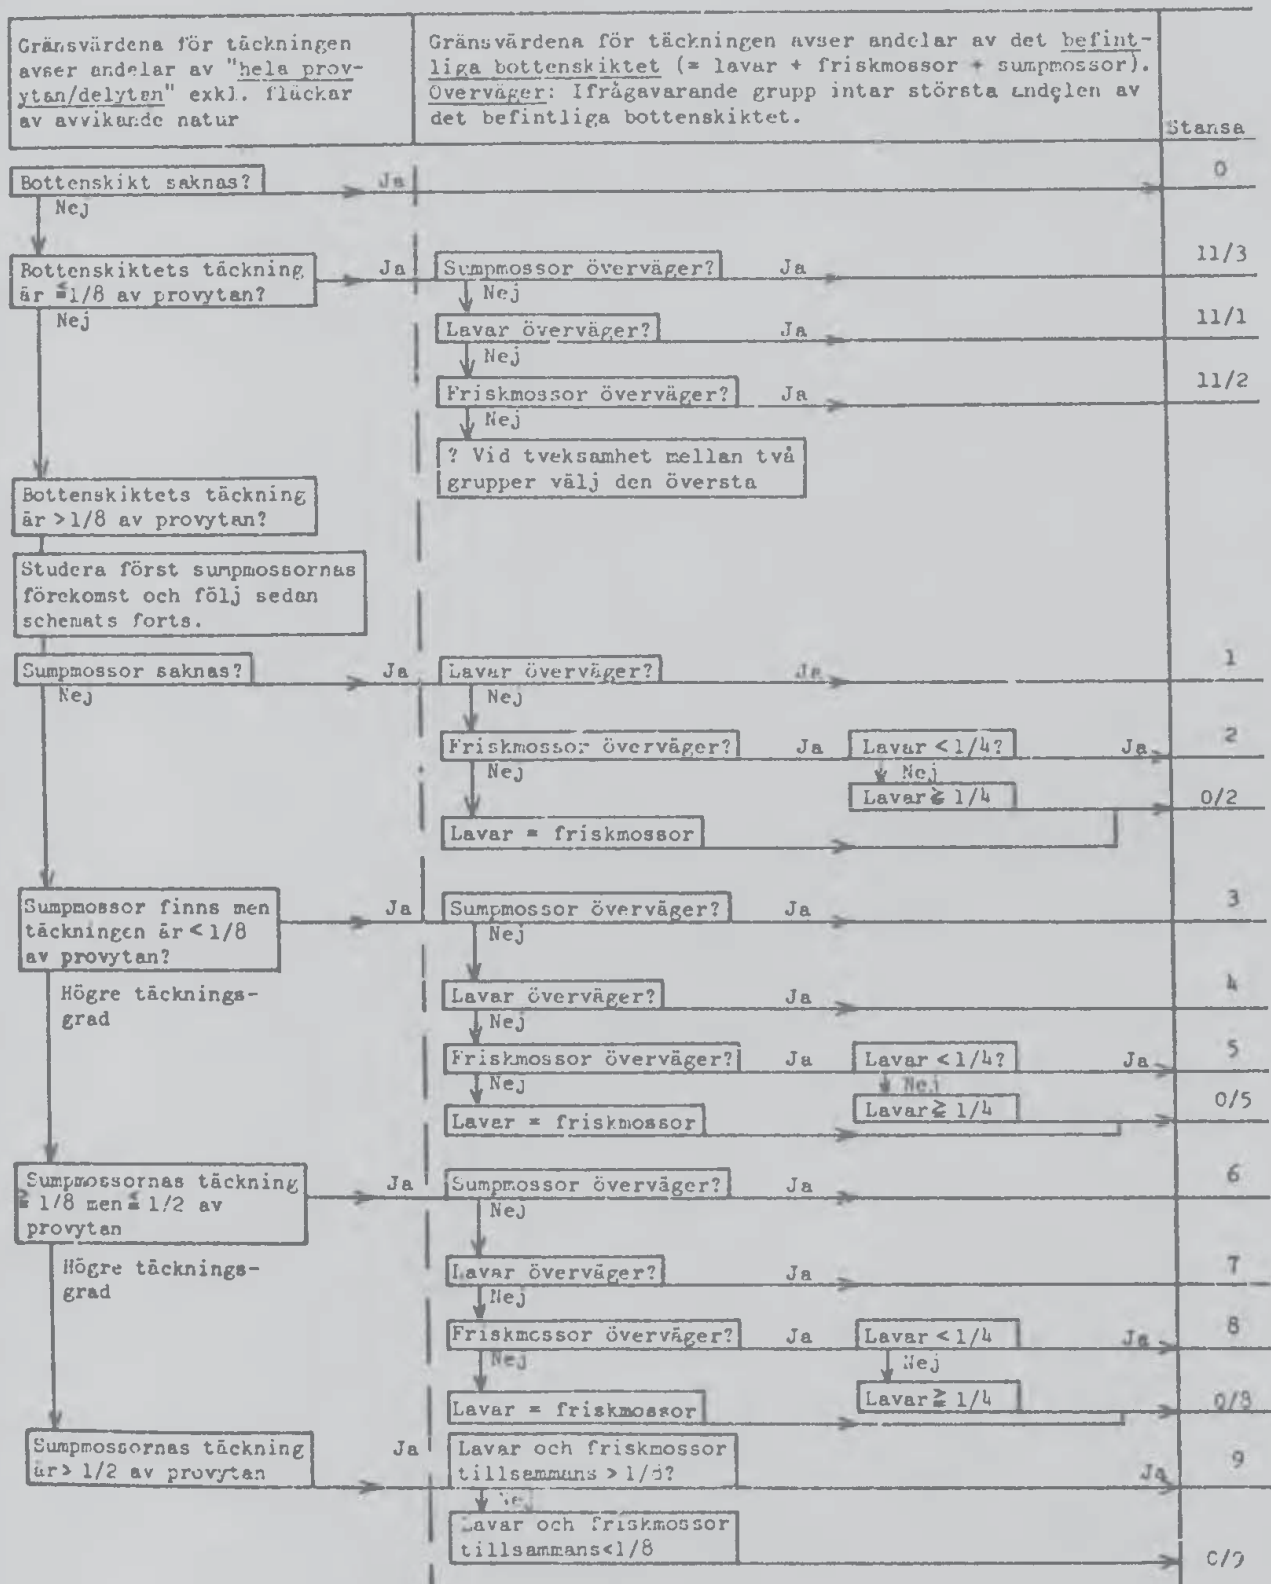 Gränsvärdena för täckningen
avser andelar av "hela prov-
ytan/delytan" exkl. fläckar
av avvikande natur
Gränsvärdena för täckningen avser andelar av det befint-
liga bottenskiktet (= lavar + friskmossor + sumpmossor).
Överväger: Ifrågavarande grupp intar största andelen av
det befintliga bottenskiktet.
Stansa
Bottenskikt saknas?
Ja
0
Nej
Bottenskiktets täckning
är ≦1/8 av provytan?
Ja
Sumpmossor överväger?
Ja
11/3
Nej
Nej
Lavar överväger?
Ja
11/1
Nej
Friskmossor överväger?
Ja
11/2
Nej
? Vid tveksamhet mellan två
grupper välj den översta
Bottenskiktets täckning
är >1/8 av provytan?
Studera först sumpmossornas
förekomst och följ sedan
schemats forts.
Sumpmossor saknas?
Ja
Lavar överväger?
Ja
1
Nej
Nej
Friskmossor överväger?
Ja
Lavar < 1/4?
Ja
2
Nej
Nej
Lavar ≧ 1/4
0/2
Lavar = friskmossor
Sumpmossor finns men
täckningen är < 1/8
av provytan?
Ja
Sumpmossor överväger?
Ja
3
Nej
Högre täcknings-
grad
Lavar överväger?
Ja
4
Nej
Friskmossor överväger?
Ja
Lavar < 1/4?
Ja
5
Nej
Nej
Lavar ≧ 1/4
0/5
Lavar = friskmossor
Sumpmossornas täckning
≧ 1/8 men ≦ 1/2 av
provytan
Ja
Sumpmossor överväger?
Ja
6
Nej
Högre täcknings-
grad
Lavar överväger?
Ja
7
Nej
Friskmossor överväger?
Ja
Lavar < 1/4
Ja
8
Nej
Nej
Lavar ≧ 1/4
0/8
Lavar = friskmossor
Sumpmossornas täckning
är > 1/2 av provytan
Ja
Lavar och friskmossor
tillsammans > 1/8?
Ja
9
Nej
Lavar och friskmossor
tillsammans<1/8
0/9